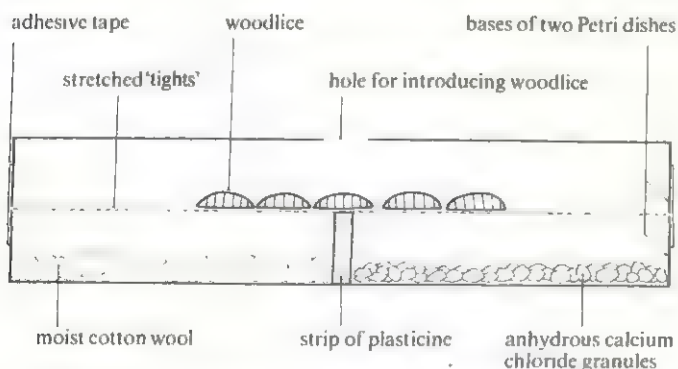 adhesive tape
woodlice
bases of two Petri dishes
stretched 'tights'
hole for introducing woodlice
moist cotton wool
strip of plasticine
anhydrous calcium
chloride granules